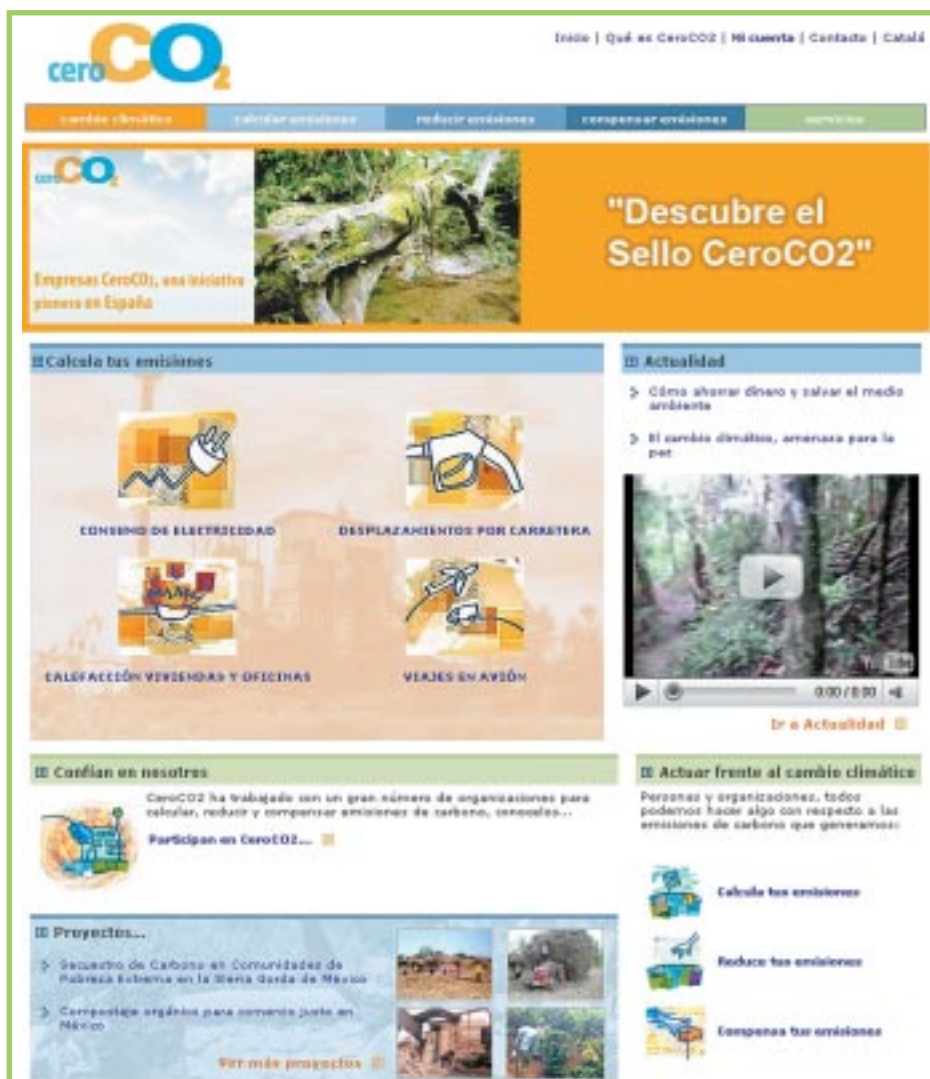 ceroCO2
Inicio | Qué es CeroCO2 | Mi cuenta | Contacto | Catalá
cambio climático
calcular emisiones
reducir emisiones
compensar emisiones
servicios
ceroCO2
Empresas CeroCO2, una iniciativa
pionera en España
"Descubre el
Sello CeroCO2"
Calcula tus emisiones
CONSUMO DE ELECTRICIDAD
DESPLAZAMIENTOS POR CARRETERA
CALEFACCIÓN VIVIENDAS Y OFICINAS
VIAJES EN AVIÓN
Actualidad
Cómo ahorrar dinero y salvar el medio
ambiente
El cambio climático, amenaza para la
paz
0:00 / 0:00
Ir a Actualidad
Confían en nosotros
CeroCO2 ha trabajado con un gran número de organizaciones para
calcular, reducir y compensar emisiones de carbono, conocelas...
Participan en CeroCO2...
Proyectos...
Secuestro de Carbono en Comunidades de
Pobreza Extrema en la Sierra Gorda de México
Compostaje orgánico para comercio justo en
México
Ver más proyectos
Actuar frente al cambio climático
Personas y organizaciones, todos
podemos hacer algo con respecto a las
emisiones de carbono que generamos:
Calcula tus emisiones
Reduce tus emisiones
Compensa tus emisiones